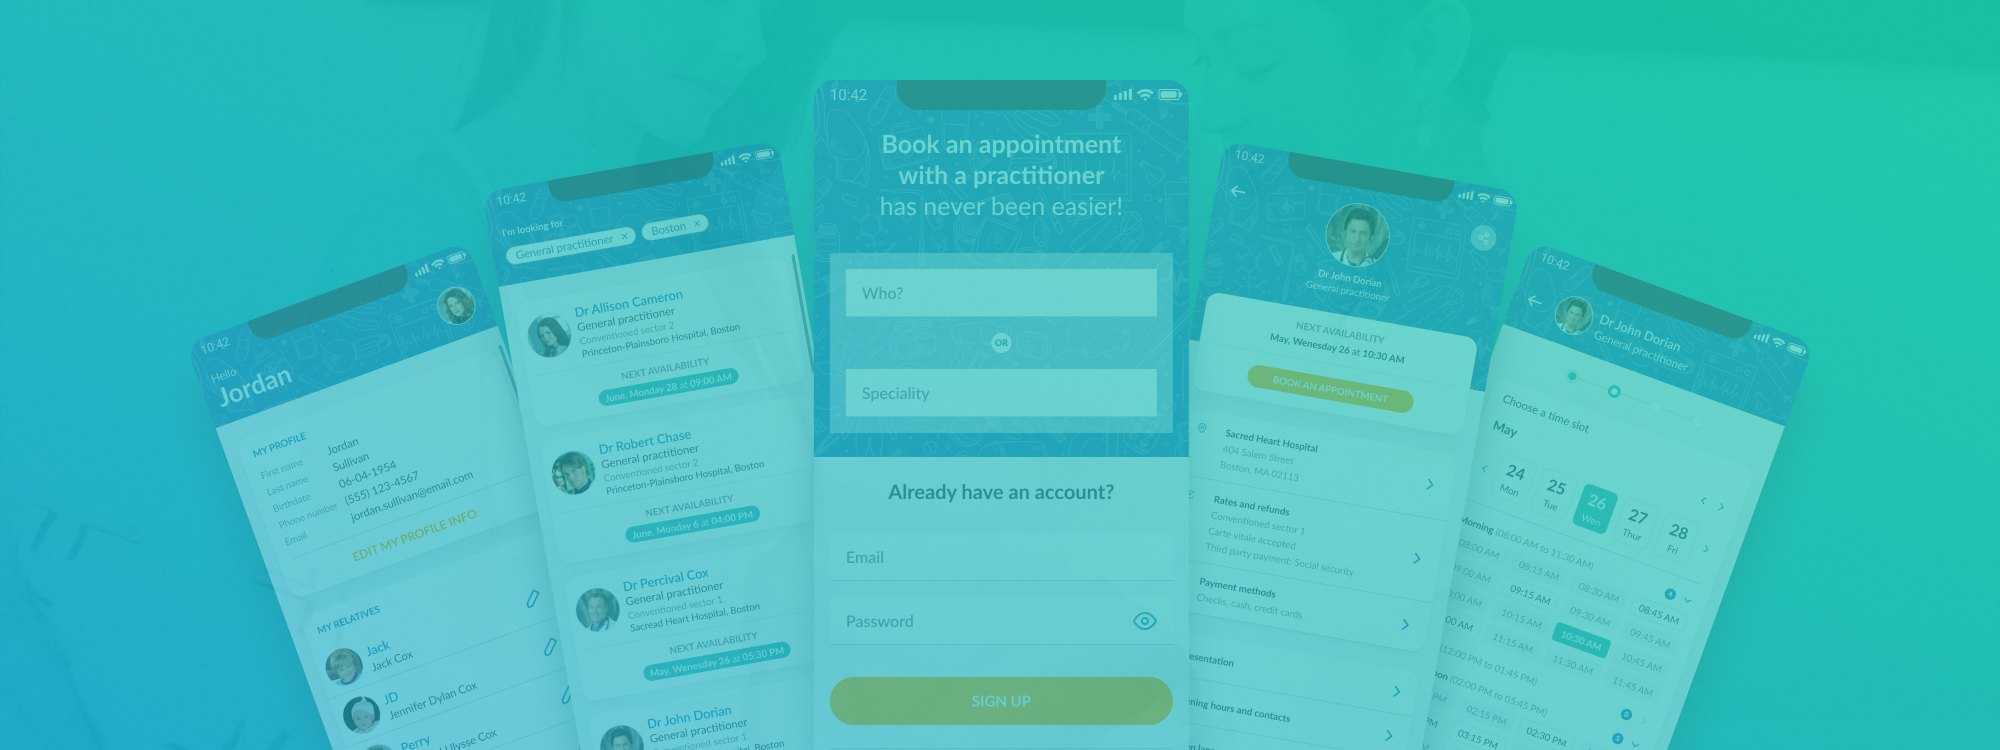 10:42
Hello
Jordan
MY PROFILE
First name Jordan
Last name Sullivan
Birthdate 06-04-1954
Phone number (555) 123-4567
Email jordan.sullivan@email.com
EDIT MY PROFILE INFO
MY RELATIVES
Jack
Jack Cox
JD
Jennifer Dylan Cox
Perry
Ulysse Cox
10:42
I'm looking for
General practitioner ×
Boston ×
Dr Allison Cameron
General practitioner
Conventioned sector 2
Princeton-Plainsboro Hospital, Boston
NEXT AVAILABILITY
June, Monday 28 at 09:00 AM
Dr Robert Chase
General practitioner
Conventioned sector 2
Princeton-Plainsboro Hospital, Boston
NEXT AVAILABILITY
June, Monday 6 at 04:00 PM
Dr Percival Cox
General practitioner
Conventioned sector 1
Sacread Heart Hospital, Boston
NEXT AVAILABILITY
May, Wenesday 26 at 05:30 PM
Dr John Dorian
General practitioner
Conventioned sector 1
Hospital, Boston
10:42
Book an appointment
with a practitioner
has never been easier!
Who?
OR
Speciality
Already have an account?
Email
Password
SIGN UP
10:42
Dr John Dorian
General practitioner
NEXT AVAILABILITY
May, Wenesday 26 at 10:30 AM
BOOK AN APPOINTMENT
Sacred Heart Hospital
404 Salem Street
Boston, MA 02113
Rates and refunds
Conventioned sector 1
Carte vitale accepted
Third party payment: Social security
Payment methods
Checks, cash, credit cards
esentation
ning hours and contacts
10:42
Dr John Dorian
General practitioner
Choose a time slot
May
24 25 26 27 28
Mon Tue Wen Thur Fri
Morning (08:00 AM to 11:30 AM)
4
08:00 AM 08:15 AM 08:30 AM 08:45 AM
09:00 AM 09:15 AM 09:30 AM 09:45 AM
:00 AM 10:15 AM 10:30 AM 10:45 AM
:00 AM 11:15 AM 11:30 AM 11:45 AM
(12:00 PM to 01:45 PM)
0
oon (02:00 PM to 05:45 PM)
5
PM 02:15 PM 02:30 PM
PM 03:15 PM